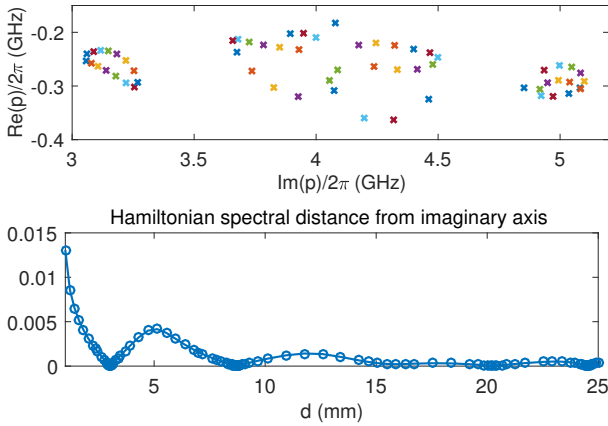 -0.2
-0.3
-0.4
Re(p)/2π (GHz)
3 3.5 4 4.5 5
Im(p)/2π (GHz)
Hamiltonian spectral distance from imaginary axis
0.015
0.01
0.005
0
5 10 15 20 25
d (mm)